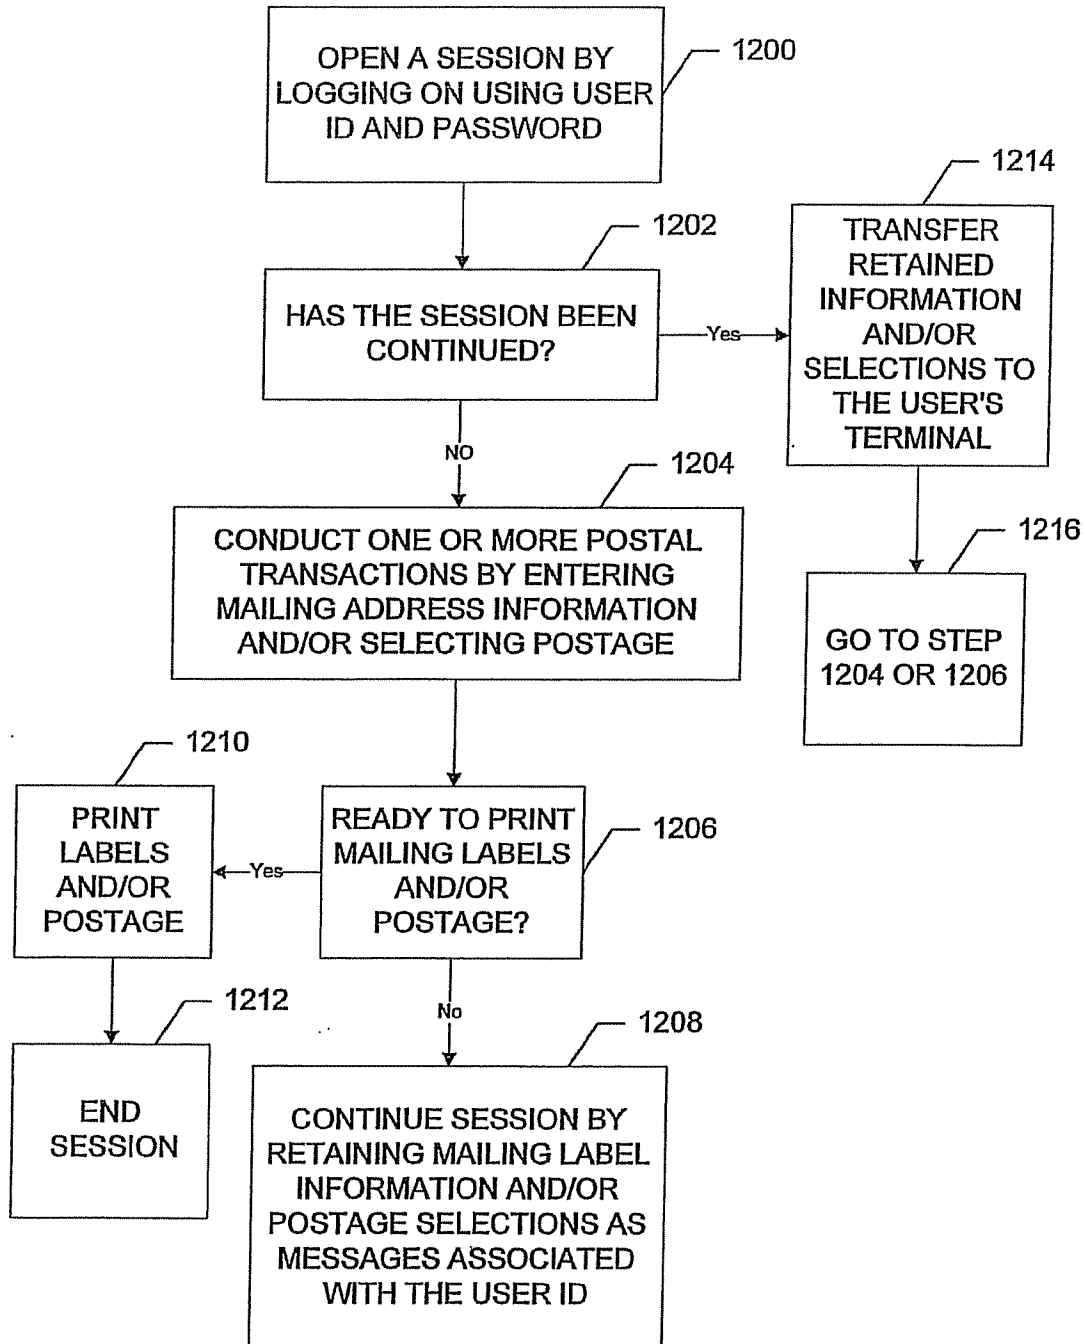 OPEN A SESSION BY
LOGGING ON USING USER
ID AND PASSWORD
1200
1202
HAS THE SESSION BEEN
CONTINUED?
Yes
1214
TRANSFER
RETAINED
INFORMATION
AND/OR
SELECTIONS TO
THE USER'S
TERMINAL
NO
1204
CONDUCT ONE OR MORE POSTAL
TRANSACTIONS BY ENTERING
MAILING ADDRESS INFORMATION
AND/OR SELECTING POSTAGE
1216
GO TO STEP
1204 OR 1206
1210
PRINT
LABELS
AND/OR
POSTAGE
Yes
READY TO PRINT
MAILING LABELS
AND/OR
POSTAGE?
1206
1212
END
SESSION
No
1208
CONTINUE SESSION BY
RETAINING MAILING LABEL
INFORMATION AND/OR
POSTAGE SELECTIONS AS
MESSAGES ASSOCIATED
WITH THE USER ID